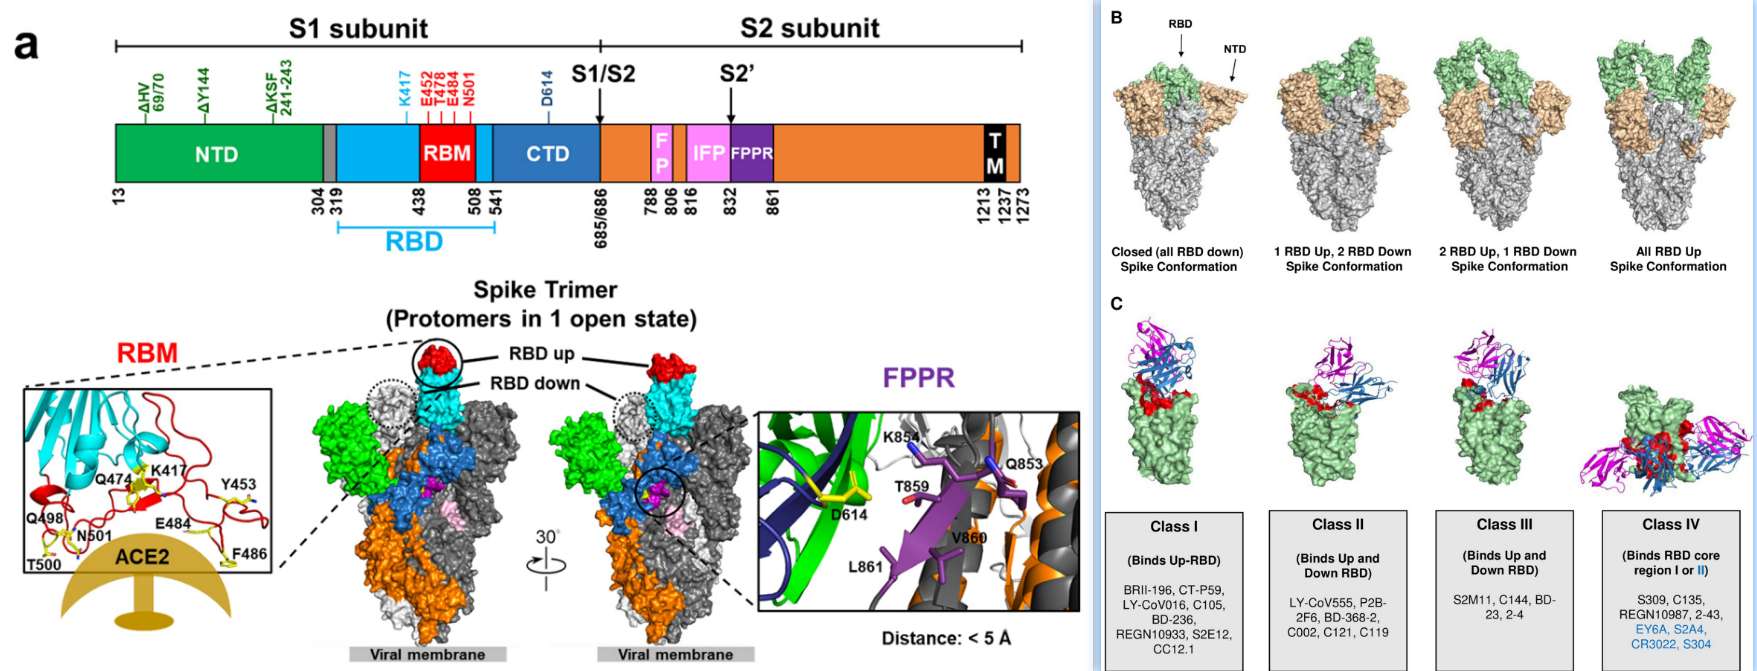 a
S1 subunit
S2 subunit
ΔHV
69/70
ΔY144
ΔKSF
241-243
K417
E452
T478
E484
N501
D614
S1/S2
S2’
NTD
RBM
CTD
FP
IFP
FPPR
TM
13
304
319
438
508
541
685/686
788
806
816
832
861
1213
1237
1273
RBD
Spike Trimer
(Protomers in 1 open state)
RBM
RBD up
RBD down
FPPR
Q474
K417
Y453
Q498
N501
E484
F486
T500
ACE2
30°
K854
Q853
T859
D614
V860
L861
Distance: < 5 Å
Viral membrane
Viral membrane
B
RBD
NTD
Closed (all RBD down)
Spike Conformation
1 RBD Up, 2 RBD Down
Spike Conformation
2 RBD Up, 1 RBD Down
Spike Conformation
All RBD Up
Spike Conformation
C
Class I
(Binds Up-RBD)
BRII-196, CT-P59,
LY-CoV016, C105,
BD-236,
REGN10933, S2E12,
CC12.1
Class II
(Binds Up and
Down RBD)
LY-CoV555, P2B-
2F6, BD-368-2,
C002, C121, C119
Class III
(Binds Up and
Down RBD)
S2M11, C144, BD-
23, 2-4
Class IV
(Binds RBD core
region I or II)
S309, C135,
REGN10987, 2-43,
EY6A, S2A4,
CR3022, S304